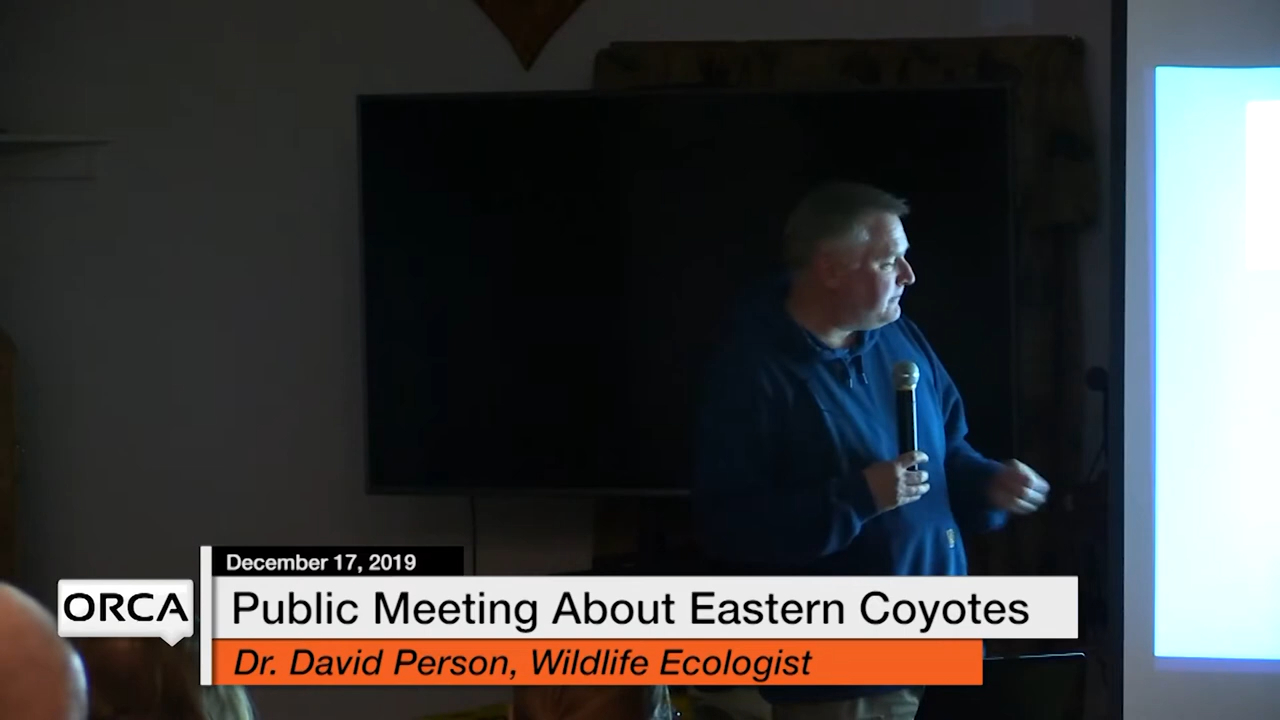 December 17, 2019
ORCA
Public Meeting About Eastern Coyotes
Dr. David Person, Wildlife Ecologist